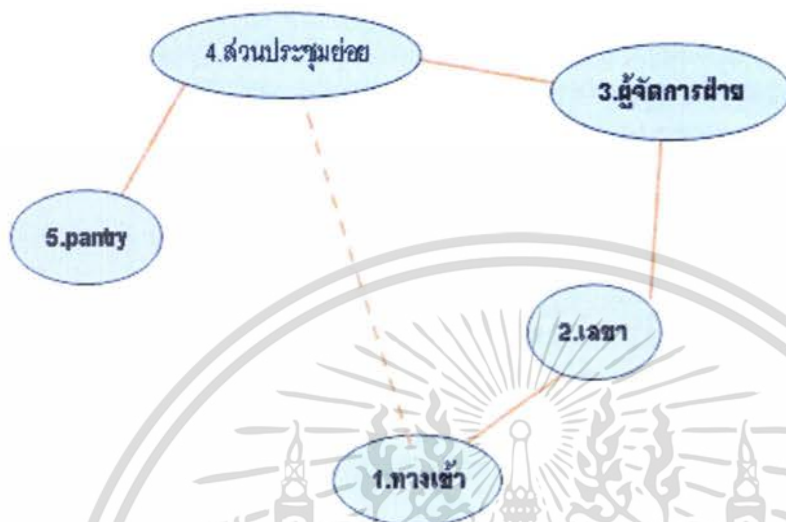 4.ส่วนประชุมย่อย
3.ผู้จัดการฝ่าย
5.pantry
2.เลขา
1.ทางเข้า